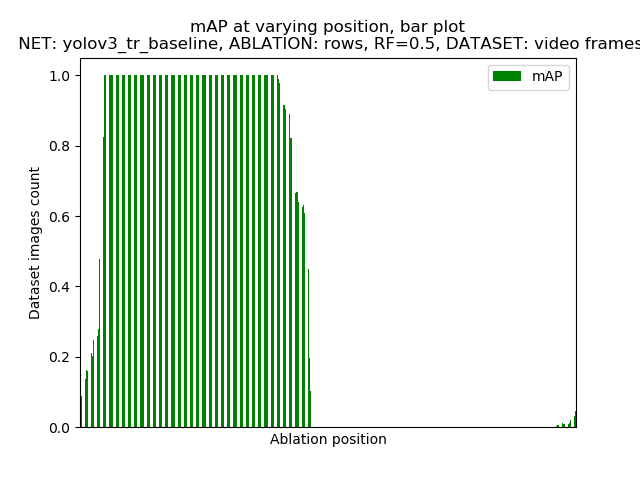 mAP at varying position, bar plot
NET: yolov3_tr_baseline, ABLATION: rows, RF=0.5, DATASET: video frames
1.0
mAP
0.8
0.6
0.4
0.2
0.0
Dataset images count
Ablation position